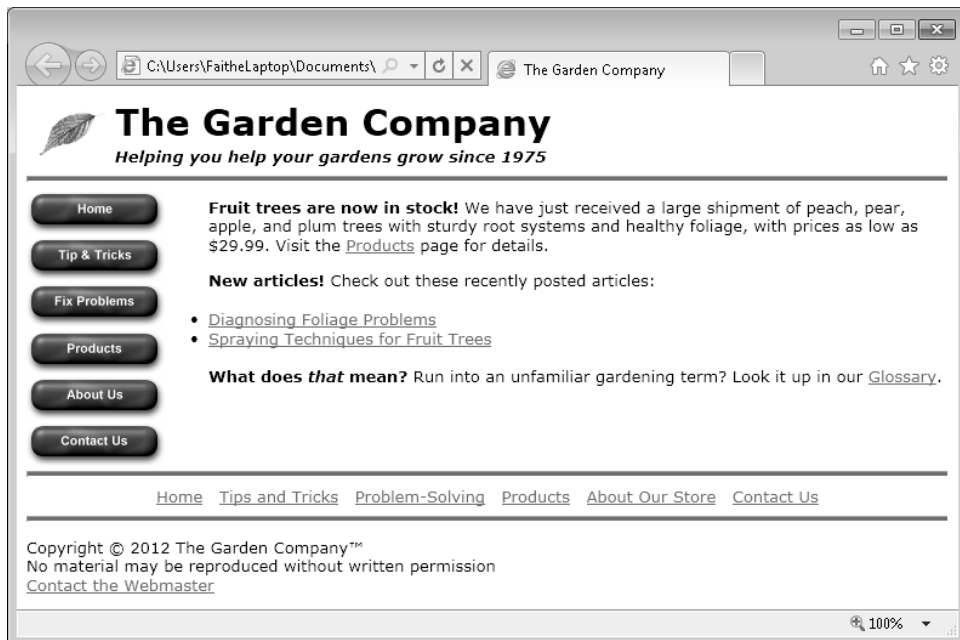 C:\Users\FaitheLaptop\Documents\
The Garden Company
The Garden Company
Helping you help your gardens grow since 1975
Home
Tip & Tricks
Fix Problems
Products
About Us
Contact Us
Fruit trees are now in stock! We have just received a large shipment of peach, pear,
apple, and plum trees with sturdy root systems and healthy foliage, with prices as low as
$29.99. Visit the Products page for details.
New articles! Check out these recently posted articles:
• Diagnosing Foliage Problems
• Spraying Techniques for Fruit Trees
What does that mean? Run into an unfamiliar gardening term? Look it up in our Glossary.
Home Tips and Tricks Problem-Solving Products About Our Store Contact Us
Copyright © 2012 The Garden Company™
No material may be reproduced without written permission
Contact the Webmaster
100%